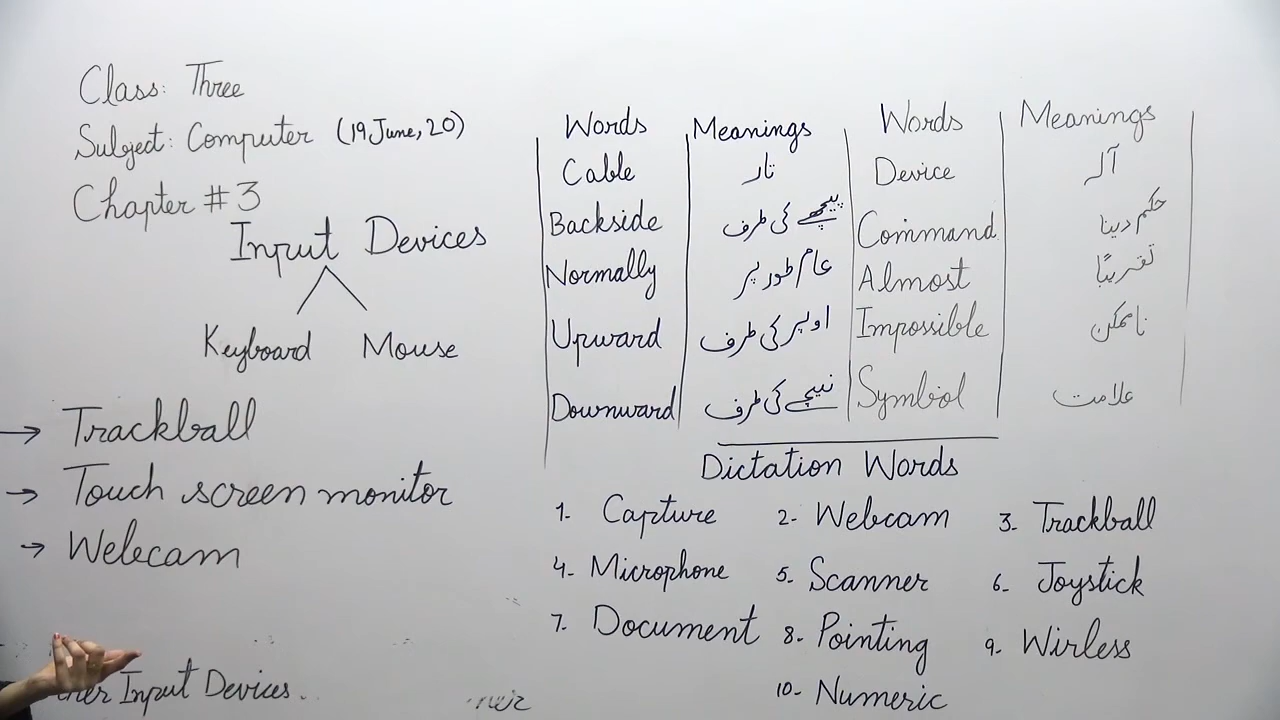 Class: Three
Subject: Computer (19 June, 20)
Chapter # 3
Input Devices
Keyboard Mouse
→ Trackball
→ Touch screen monitor
→ Webcam
Input Devices.
Words Meanings Words Meanings
Cable تار Device آلہ
Backside پیچھے کی طرف Command حکم دینا
Normally عام طور پر Almost تقریباً
Upward اوپر کی طرف Impossible ناممکن
Downward نیچے کی طرف Symbol علامت
Dictation Words
1. Capture 2- Webcam 3- Trackball
4- Microphone 5. Scanner 6- Joystick
7. Document 8- Pointing 9- Wirless
10- Numeric